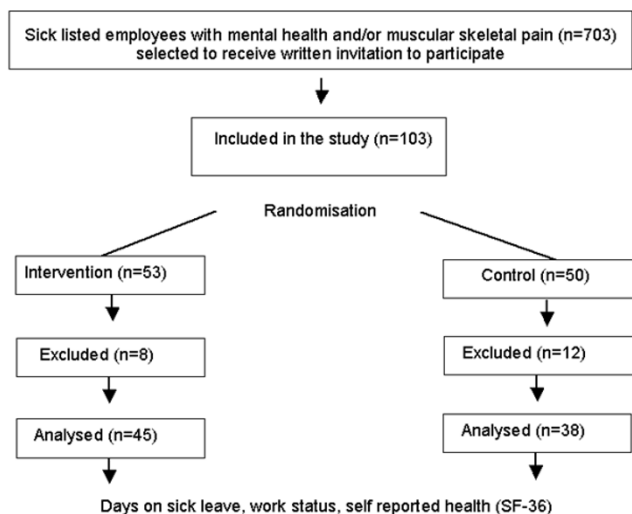 Sick listed employees with mental health and/or muscular skeletal pain (n=703)
selected to receive written invitation to participate
Included in the study (n=103)
Randomisation
Intervention (n=53)
Control (n=50)
Excluded (n=8)
Excluded (n=12)
Analysed (n=45)
Analysed (n=38)
Days on sick leave, work status, self reported health (SF-36)